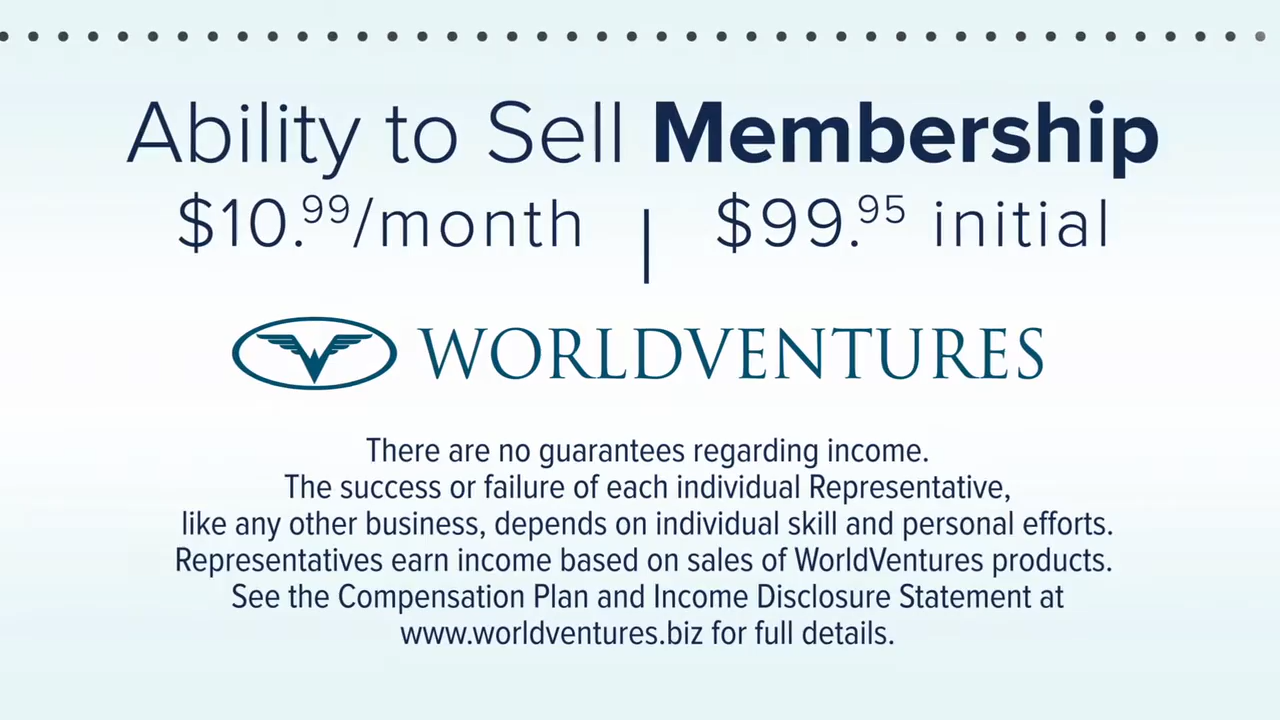 Ability to Sell Membership
$10.99/month | $99.95 initial
WORLDVENTURES
There are no guarantees regarding income.
The success or failure of each individual Representative,
like any other business, depends on individual skill and personal efforts.
Representatives earn income based on sales of WorldVentures products.
See the Compensation Plan and Income Disclosure Statement at
www.worldventures.biz for full details.